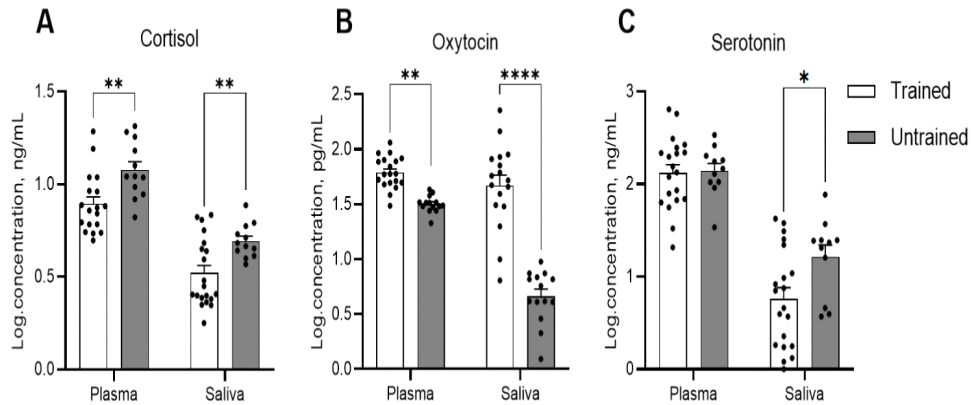 A
Cortisol
Log.concentration, ng/mL
1.5
1.0
0.5
0.0
**
**
Plasma
Saliva
B
Oxytocin
Log.concentration, pg/mL
2.5
2.0
1.5
1.0
0.5
0.0
**
****
Plasma
Saliva
C
Serotonin
Log.concentration, ng/mL
3
2
1
0
*
Plasma
Saliva
Trained
Untrained